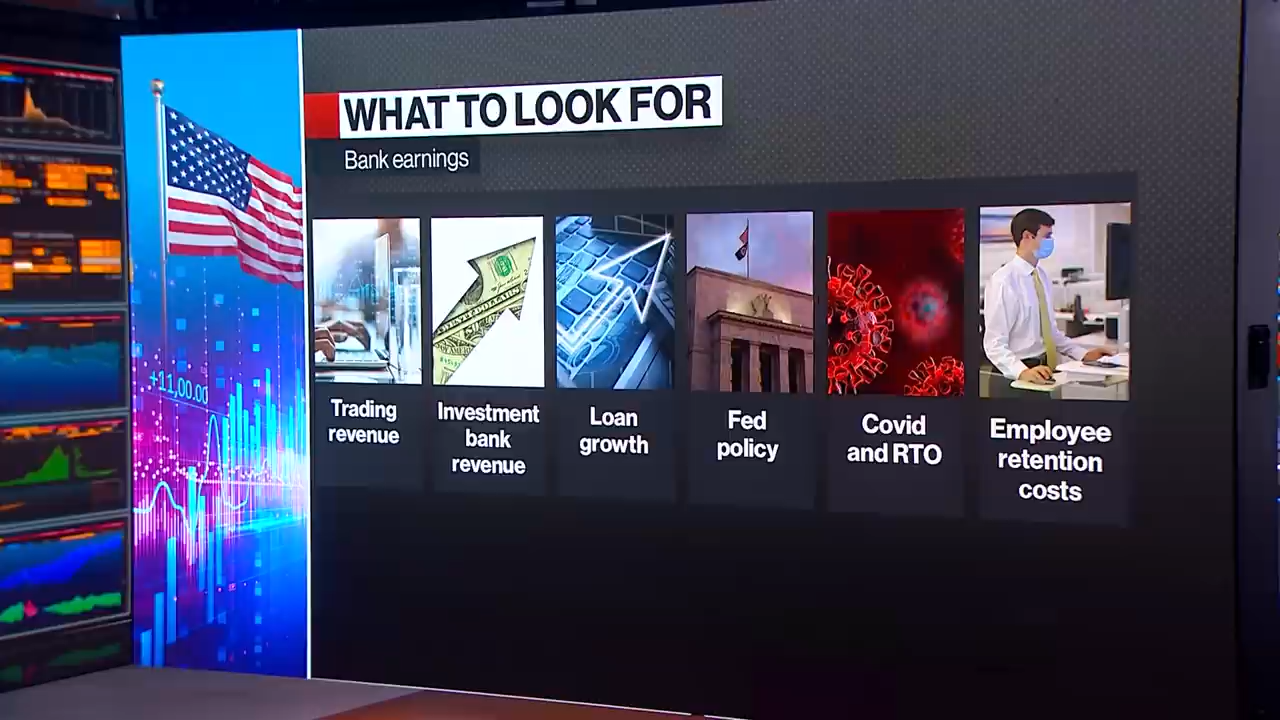 WHAT TO LOOK FOR
Bank earnings
+11,00.00
Trading
revenue
Investment
bank
revenue
Loan
growth
Fed
policy
Covid
and RTO
Employee
retention
costs